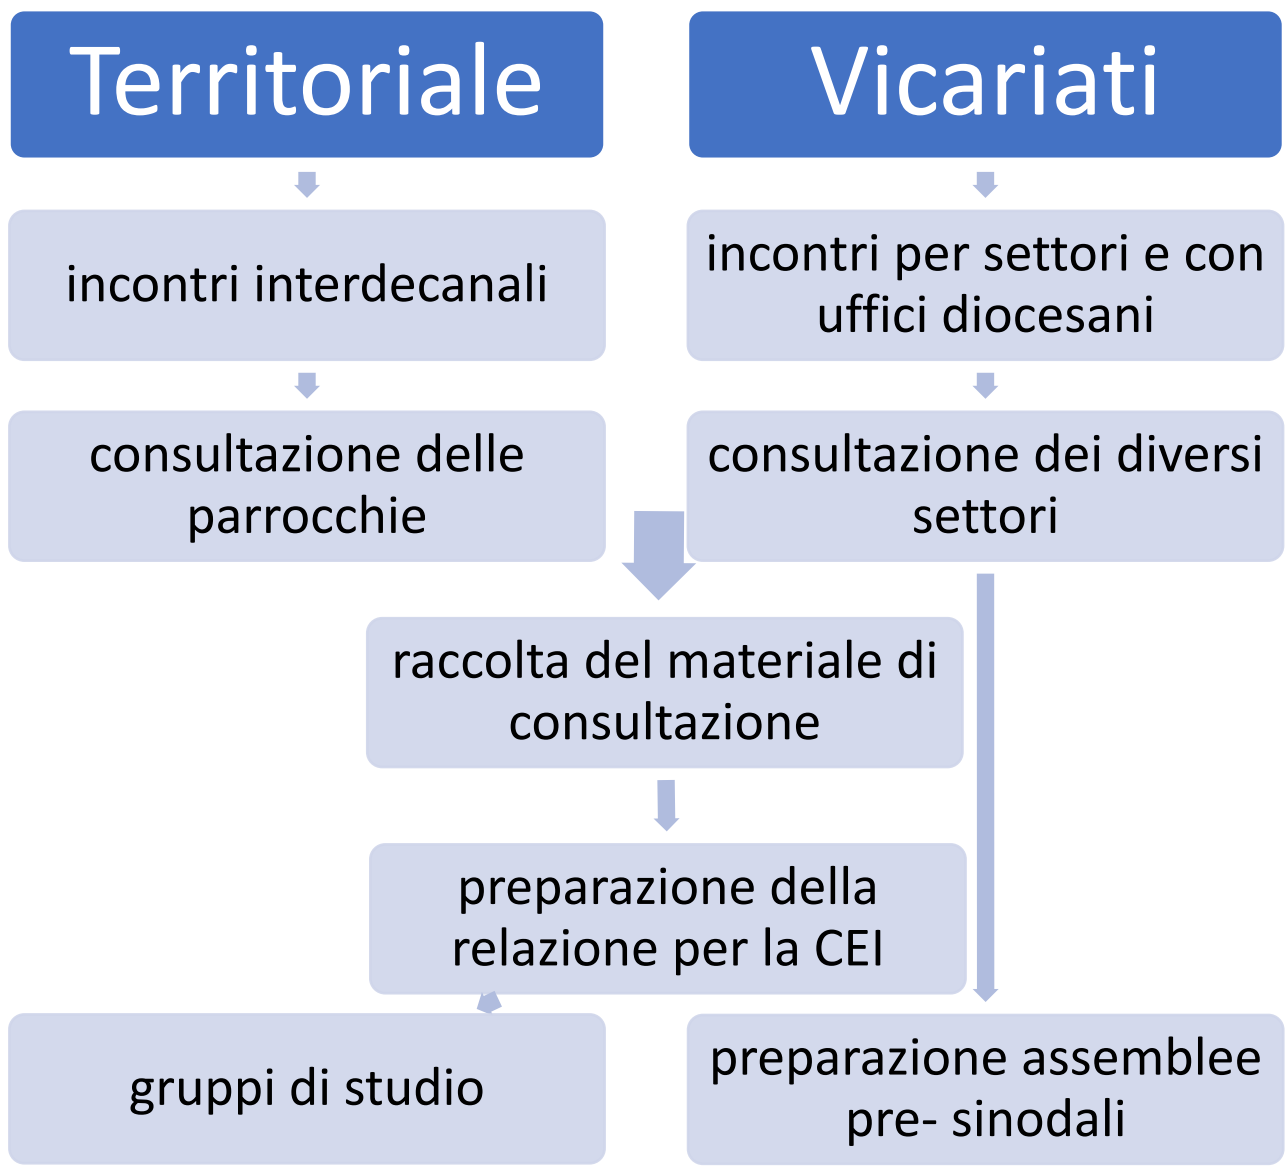 Territoriale
incontri interdecanali
consultazione delle
parrocchie
Vicariati
incontri per settori e con
uffici diocesani
consultazione dei diversi
settori
raccolta del materiale di
consultazione
preparazione della
relazione per la CEI
gruppi di studio
preparazione assemblee
pre- sinodali